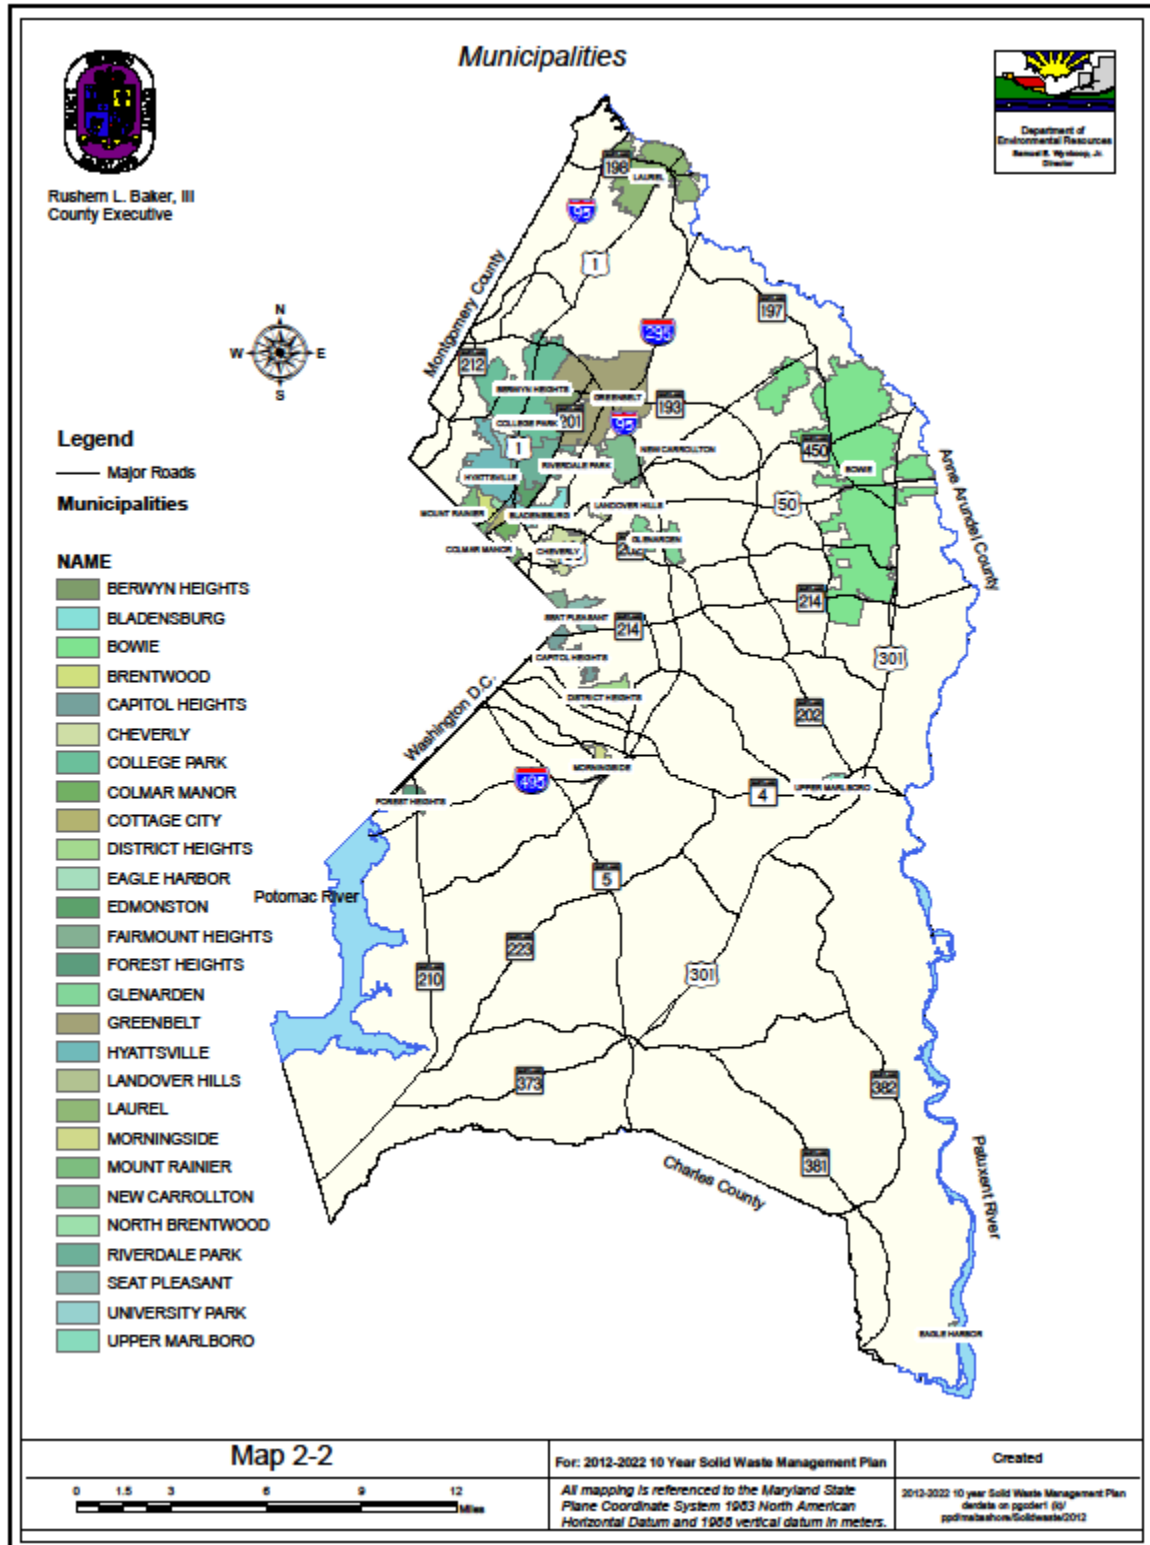 Municipalities
Rushern L. Baker, III
County Executive
Department of
Environmental Resources
Samuel E. Wynkoop, Jr.
Director
N
W
E
S
Legend
Major Roads
Municipalities
NAME
BERWYN HEIGHTS
BLADENSBURG
BOWIE
BRENTWOOD
CAPITOL HEIGHTS
CHEVERLY
COLLEGE PARK
COLMAR MANOR
COTTAGE CITY
DISTRICT HEIGHTS
EAGLE HARBOR
EDMONSTON
FAIRMOUNT HEIGHTS
FOREST HEIGHTS
GLENARDEN
GREENBELT
HYATTSVILLE
LANDOVER HILLS
LAUREL
MORNINGSIDE
MOUNT RAINIER
NEW CARROLLTON
NORTH BRENTWOOD
RIVERDALE PARK
SEAT PLEASANT
UNIVERSITY PARK
UPPER MARLBORO
198
LAUREL
95
1
Montgomery County
197
295
212
BERWYN HEIGHTS
GREENBELT
193
201
COLLEGE PARK
95
1
NEW CARROLLTON
450
RIVERDALE PARK
BOWIE
HYATTSVILLE
Anne Arundel County
LANDOVER HILLS
50
MOUNT RAINIER
BLADENSBURG
GLENARDEN
COLMAR MANOR
CHEVERLY
214
SEAT PLEASANT
214
CAPITOL HEIGHTS
301
DISTRICT HEIGHTS
Washington D.C.
202
MORNINGSIDE
495
4
UPPER MARLBORO
FOREST HEIGHTS
5
Potomac River
223
210
301
373
382
381
Charles County
Patuxent River
EAGLE HARBOR
Map 2-2
0 1.5 3 6 9 12
Miles
For: 2012-2022 10 Year Solid Waste Management Plan
All mapping is referenced to the Maryland State
Plane Coordinate System 1983 North American
Horizontal Datum and 1988 vertical datum in meters.
Created
2012-2022 10 year Solid Waste Management Plan